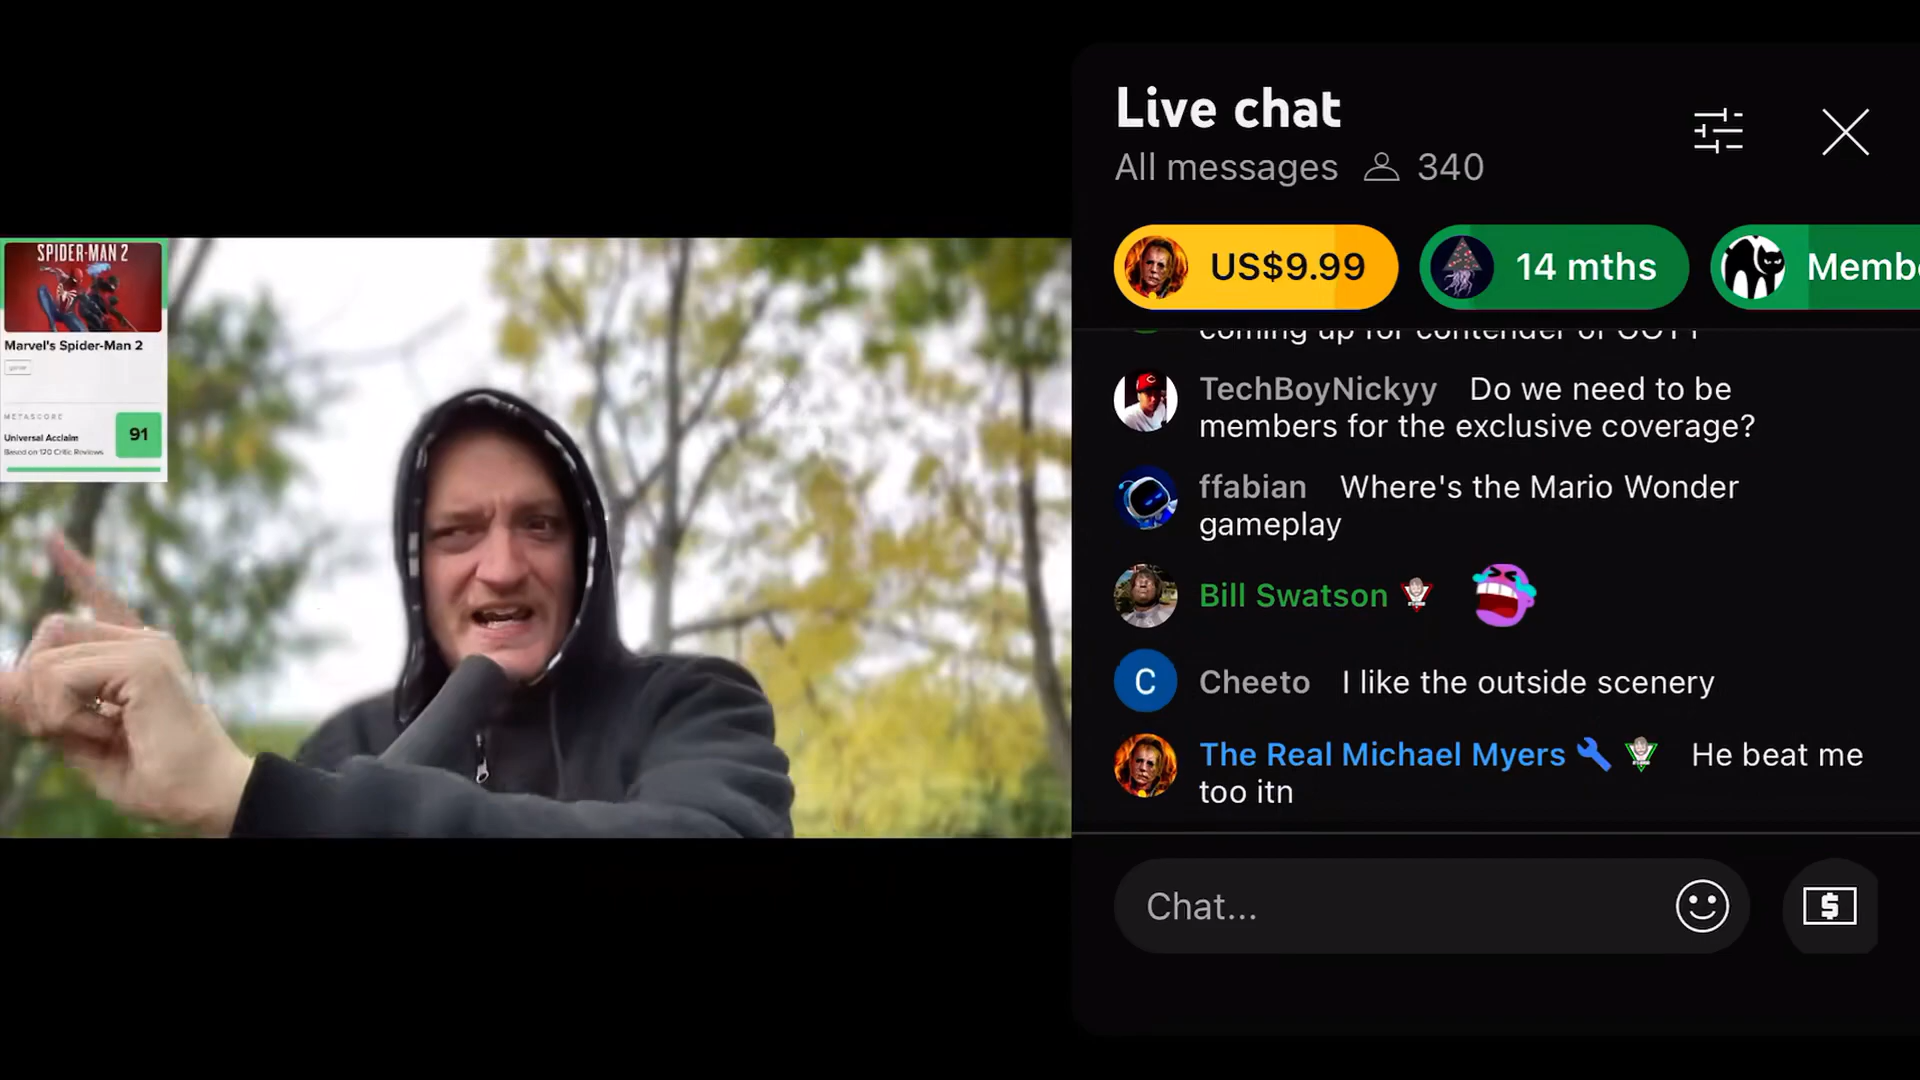 SPIDER-MAN 2
Marvel's Spider-Man 2
METASCORE
Universal Acclaim
91
Based on 120 Critic Reviews
Live chat
All messages 340
US$9.99
14 mths
Membe
coming up for contender of GOTY
TechBoyNickyy Do we need to be
members for the exclusive coverage?
ffabian Where's the Mario Wonder
gameplay
Bill Swatson
C
Cheeto I like the outside scenery
The Real Michael Myers He beat me
too itn
Chat...
$